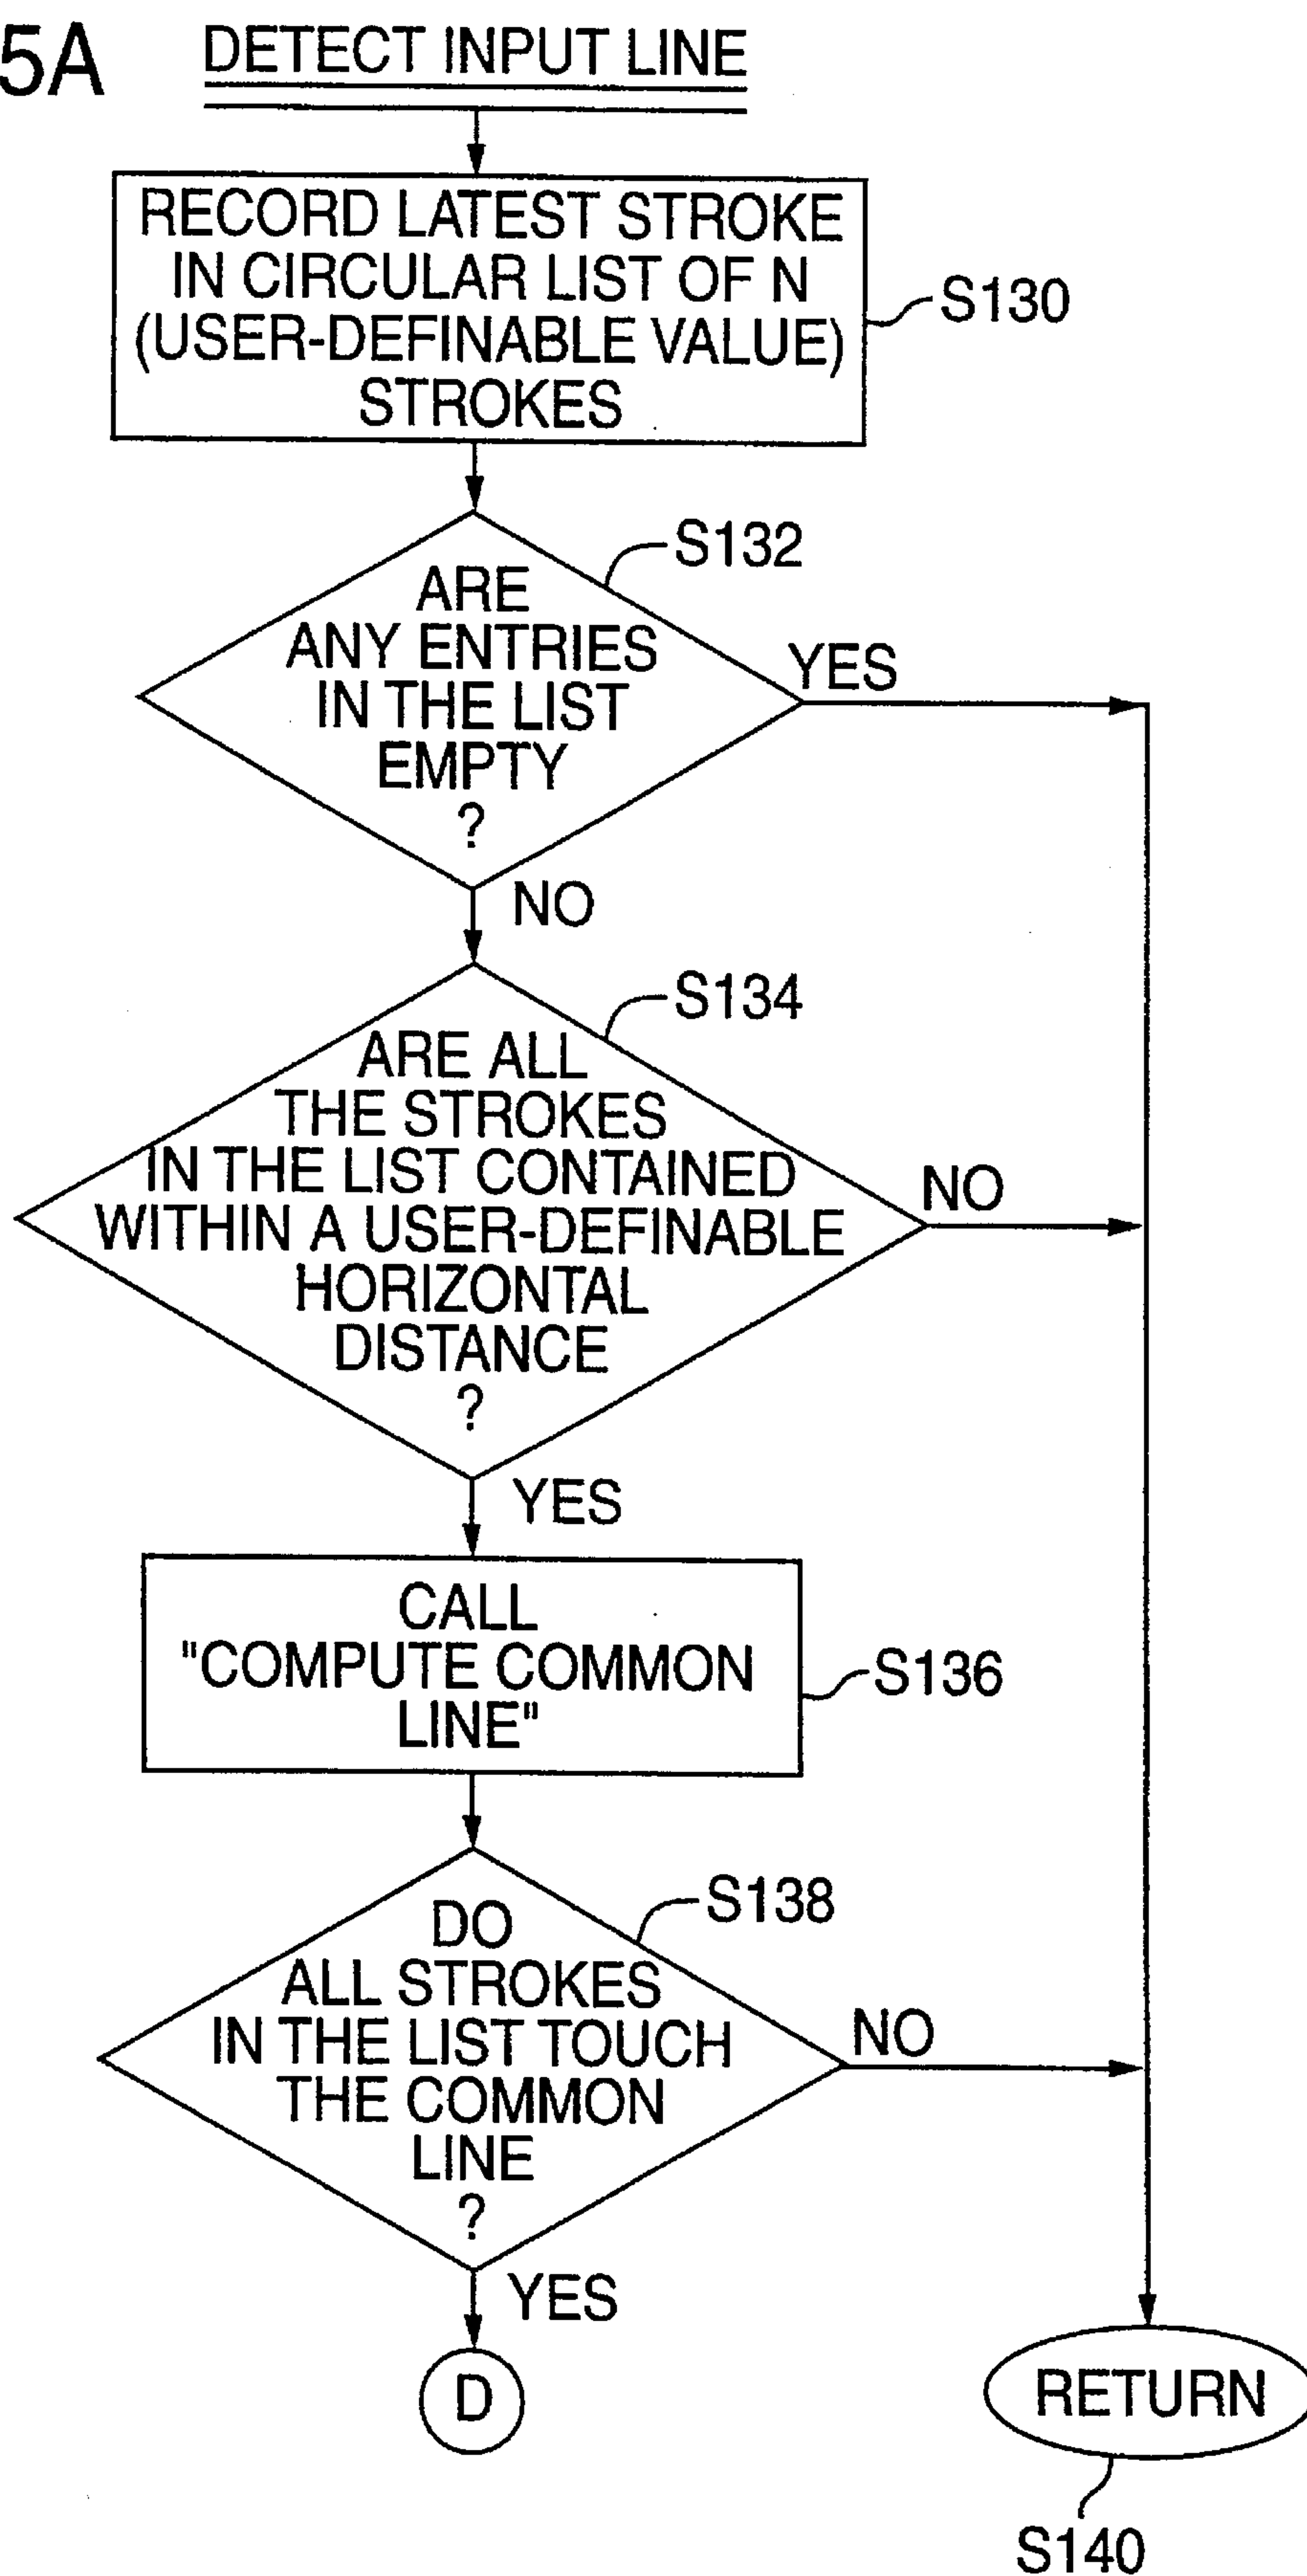 5A
DETECT INPUT LINE
RECORD LATEST STROKE
IN CIRCULAR LIST OF N
(USER-DEFINABLE VALUE)
STROKES
S130
S132
ARE
ANY ENTRIES
IN THE LIST
EMPTY
?
YES
NO
S134
ARE ALL
THE STROKES
IN THE LIST CONTAINED
WITHIN A USER-DEFINABLE
HORIZONTAL
DISTANCE
?
NO
YES
CALL
"COMPUTE COMMON
LINE"
S136
S138
DO
ALL STROKES
IN THE LIST TOUCH
THE COMMON
LINE
?
NO
YES
D
RETURN
S140